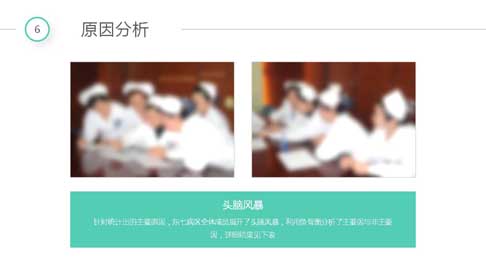 6
原因分析
头脑风暴
针对统计出的主要原因，东七病区全体成员展开了头脑风暴，利用鱼骨图分析了主要因与非主要
因，详细结果见下表